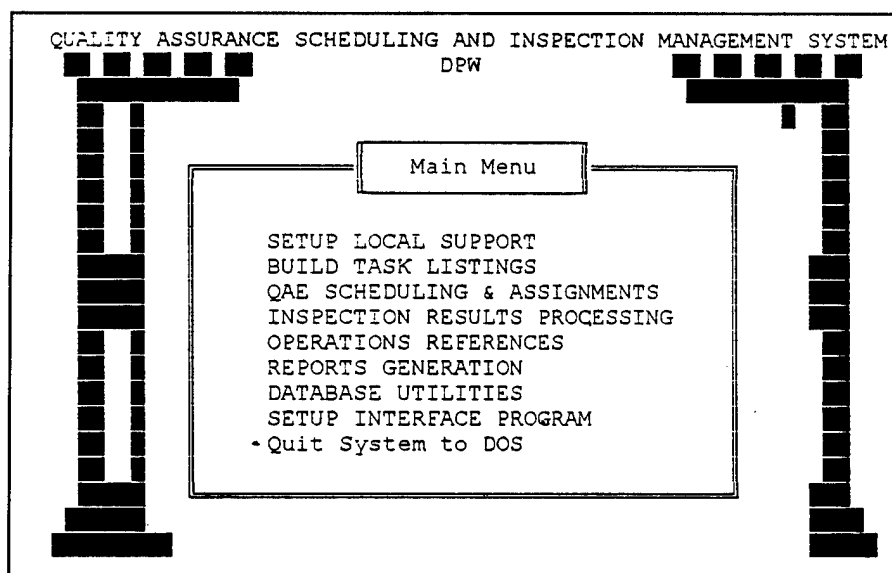 QUALITY ASSURANCE SCHEDULING AND INSPECTION MANAGEMENT SYSTEM
DPW
Main Menu
SETUP LOCAL SUPPORT
BUILD TASK LISTINGS
QAE SCHEDULING & ASSIGNMENTS
INSPECTION RESULTS PROCESSING
OPERATIONS REFERENCES
REPORTS GENERATION
DATABASE UTILITIES
SETUP INTERFACE PROGRAM
Quit System to DOS